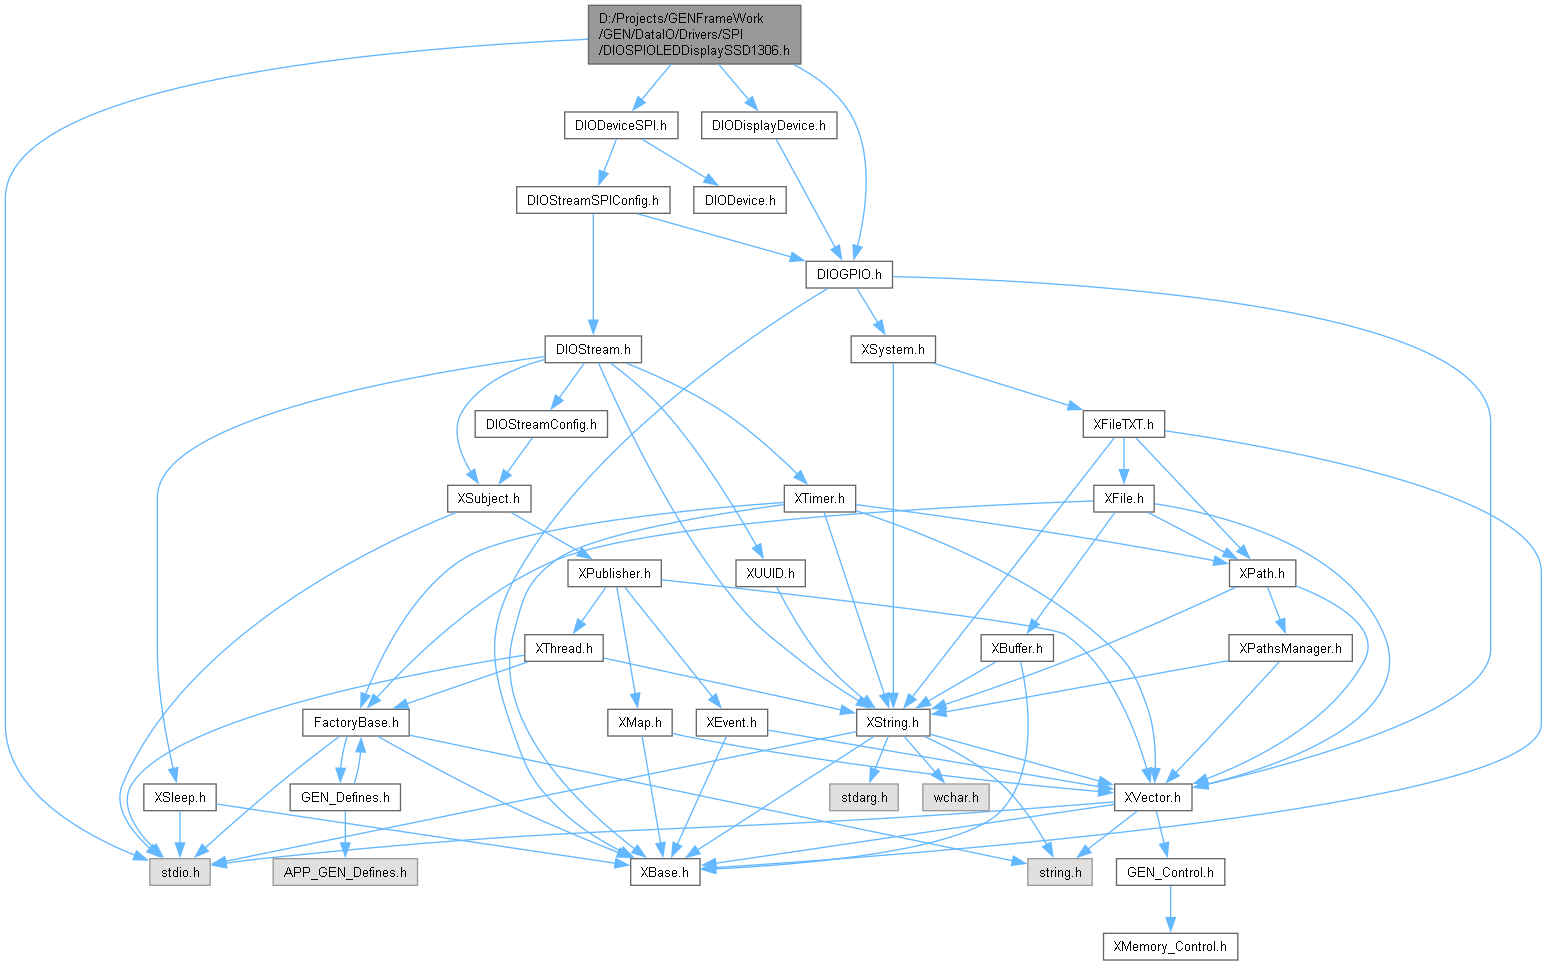 D:/Projects/GENFrameWork
/GEN/DataIO/Drivers/SPI
/DIOSPIOLEDDisplaySSD1306.h
DIODeviceSPI.h
DIODisplayDevice.h
DIOStreamSPIConfig.h
DIODevice.h
DIOGPIO.h
DIOStream.h
XSystem.h
DIOStreamConfig.h
XFileTXT.h
XSubject.h
XTimer.h
XFile.h
XPublisher.h
XUUID.h
XPath.h
XThread.h
XBuffer.h
XPathsManager.h
FactoryBase.h
XMap.h
XEvent.h
XString.h
XSleep.h
GEN_Defines.h
stdarg.h
wchar.h
XVector.h
stdio.h
APP_GEN_Defines.h
XBase.h
string.h
GEN_Control.h
XMemory_Control.h